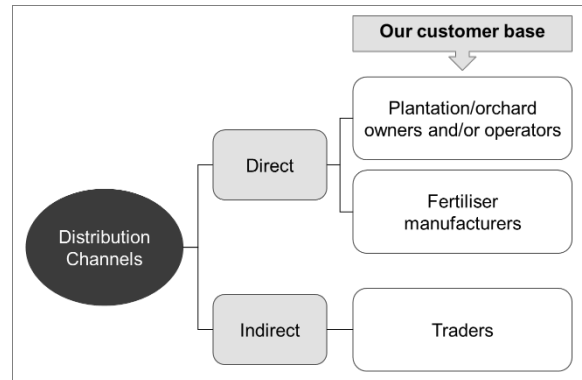 Our customer base
Plantation/orchard
owners and/or operators
Direct
Fertiliser
manufacturers
Distribution
Channels
Indirect
Traders